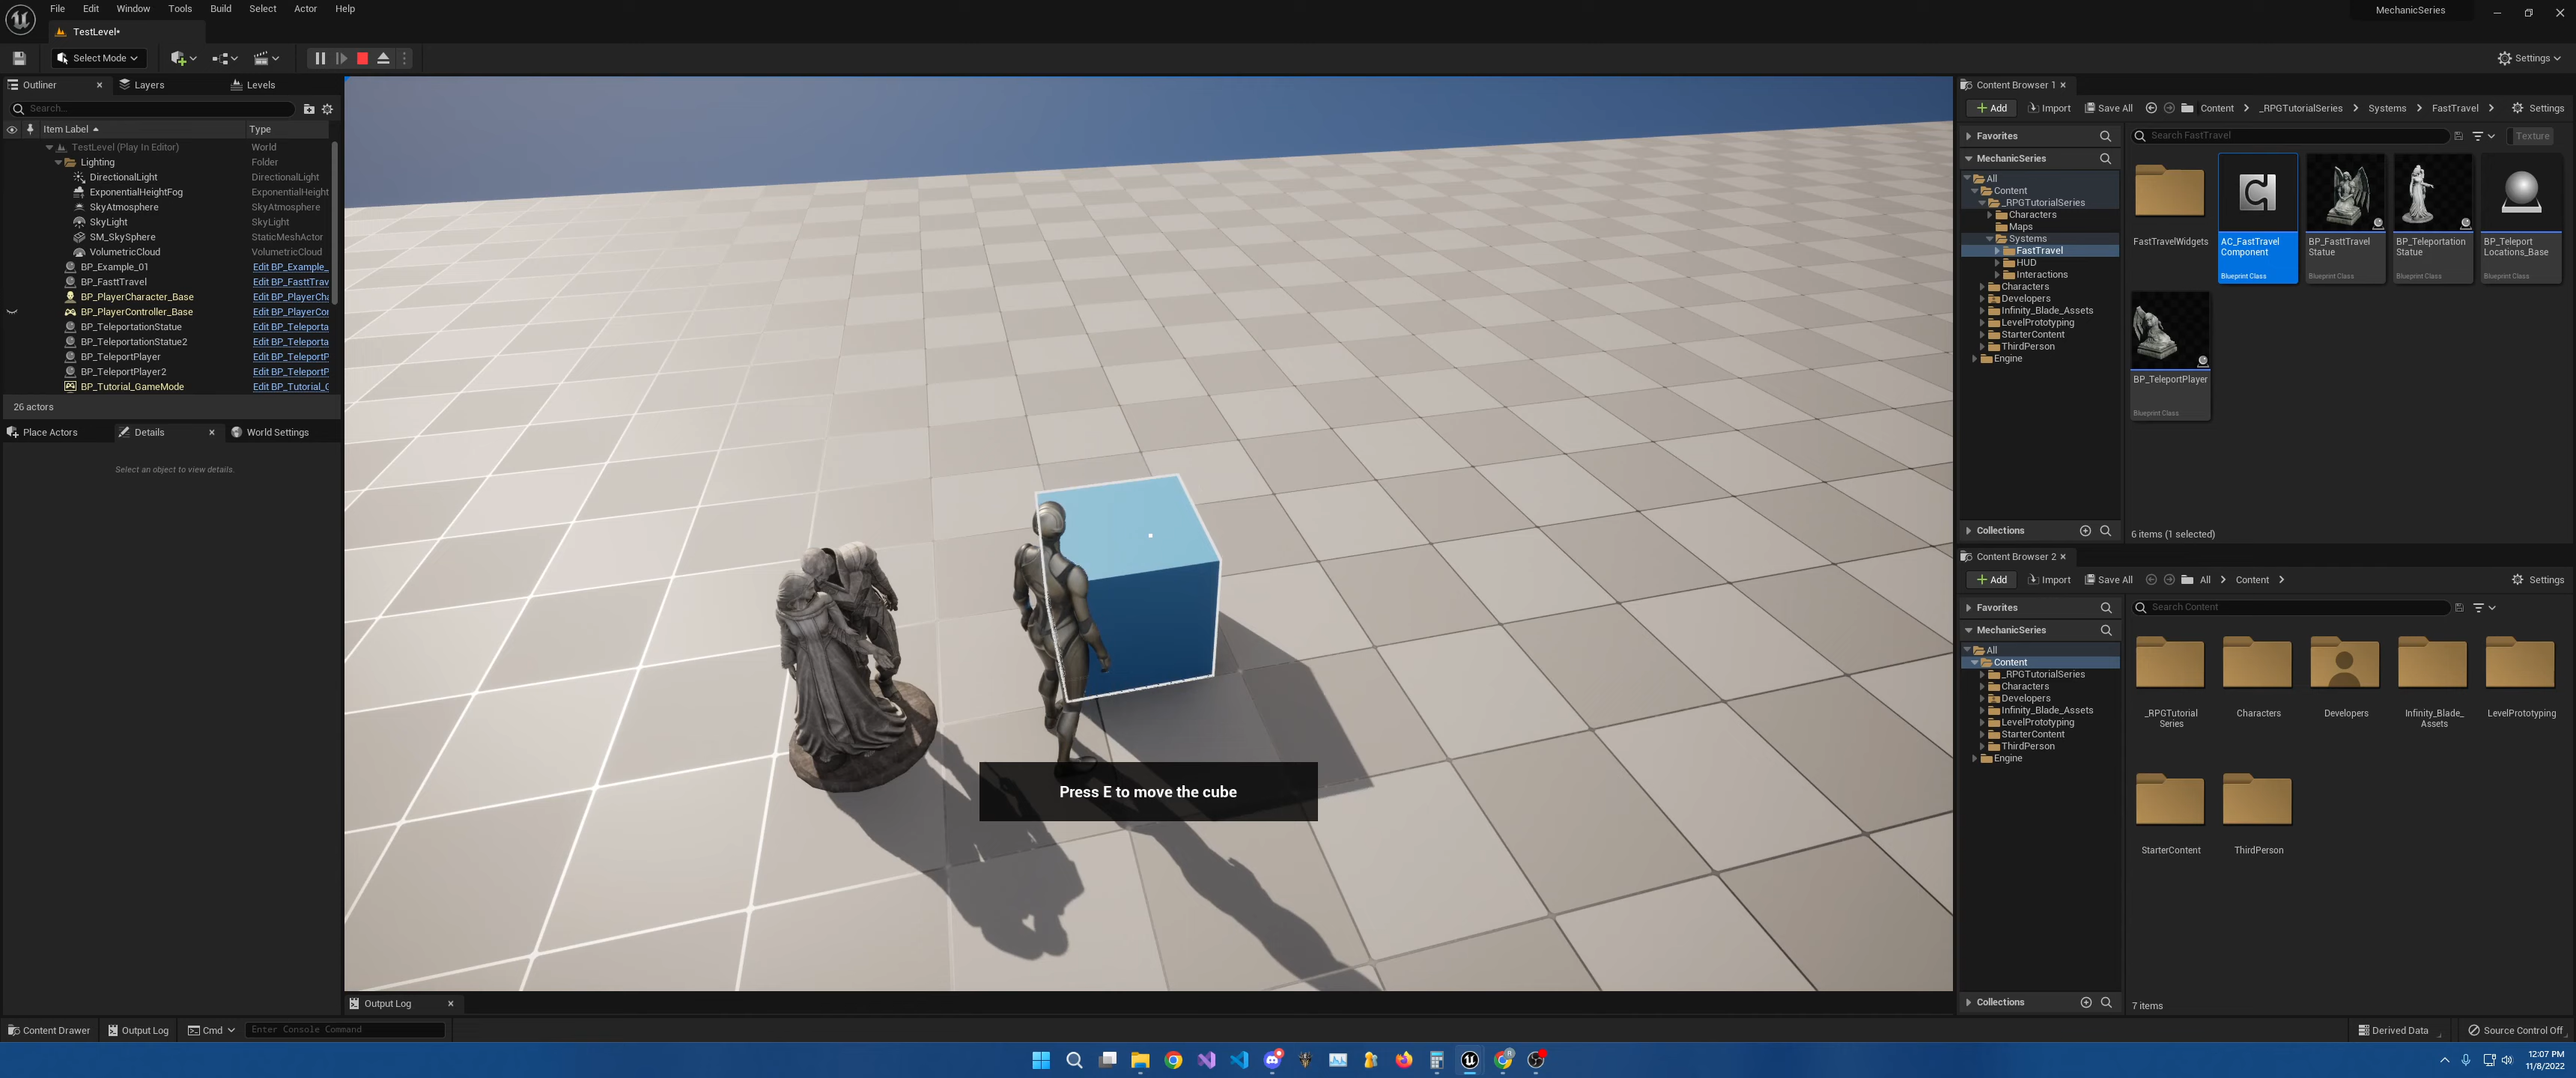 File Edit Window Tools Build Select Actor Help
MechanicSeries
TestLevel•
Select Mode
Settings
Outliner Layers Levels
Search...
Item Label Type
TestLevel (Play In Editor) World
Lighting Folder
DirectionalLight DirectionalLight
ExponentialHeightFog ExponentialHeight
SkyAtmosphere SkyAtmosphere
SkyLight SkyLight
SM_SkySphere StaticMeshActor
VolumetricCloud VolumetricCloud
BP_Example_01 Edit BP_Example_
BP_FasttTravel Edit BP_FasttTrav
BP_PlayerCharacter_Base Edit BP_PlayerCha
BP_PlayerController_Base Edit BP_PlayerCor
BP_TeleportationStatue Edit BP_Teleporta
BP_TeleportationStatue2 Edit BP_Teleporta
BP_TeleportPlayer Edit BP_TeleportP
BP_TeleportPlayer2 Edit BP_TeleportP
BP_Tutorial_GameMode Edit BP_Tutorial_G
26 actors
Place Actors Details World Settings
Select an object to view details.
Press E to move the cube
Output Log
Content Browser 1
Add Import Save All Content _RPGTutorialSeries Systems FastTravel Settings
Favorites
MechanicSeries
All
Content
_RPGTutorialSeries
Characters
Maps
Systems
FastTravel
HUD
Interactions
Characters
Developers
Infinity_Blade_Assets
LevelPrototyping
StarterContent
ThirdPerson
Engine
Collections
Search FastTravel
Texture
FastTravelWidgets
AC_FastTravel
Component
Blueprint Class
BP_FasttTravel
Statue
Blueprint Class
BP_Teleportation
Statue
Blueprint Class
BP_Teleport
Locations_Base
Blueprint Class
BP_TeleportPlayer
Blueprint Class
6 items (1 selected)
Content Browser 2
Add Import Save All All Content Settings
Favorites
MechanicSeries
All
Content
_RPGTutorialSeries
Characters
Developers
Infinity_Blade_Assets
LevelPrototyping
StarterContent
ThirdPerson
Engine
Collections
Search Content
_RPGTutorial
Series
Characters
Developers
Infinity_Blade_
Assets
LevelPrototyping
StarterContent
ThirdPerson
7 items
Content Drawer Output Log Cmd Enter Console Command
Derived Data Source Control Off
12:07 PM
11/8/2022